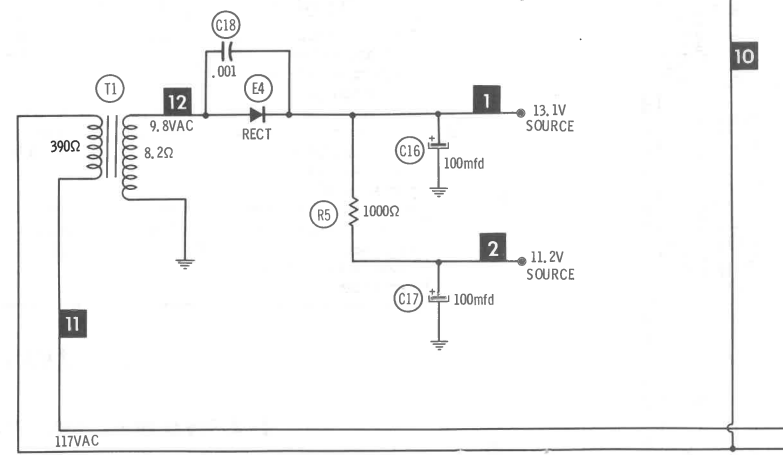 C18
.001
10
T1
12
E4
1
9.8VAC
RECT
13.1V
SOURCE
390Ω
8.2Ω
C16
+
100mfd
R5
1000Ω
2
11.2V
SOURCE
C17
+
100mfd
11
117VAC